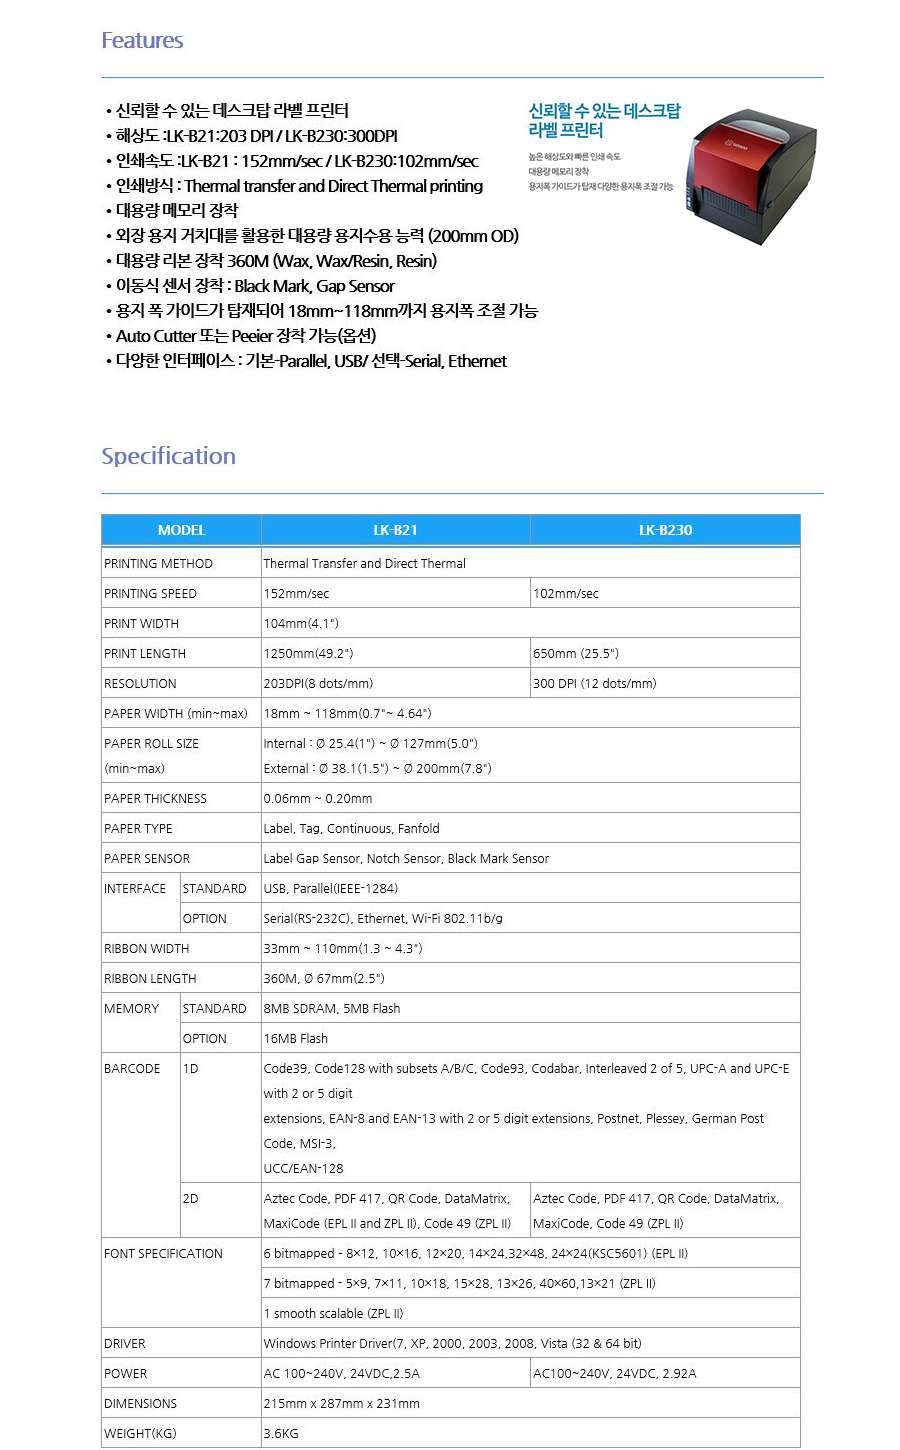 Features
• 신뢰할 수 있는 데스크탑 라벨 프린터
• 해상도 :LK-B21:203 DPI / LK-B230:300DPI
• 인쇄속도 :LK-B21 : 152mm/sec / LK-B230:102mm/sec
• 인쇄방식 : Thermal transfer and Direct Thermal printing
• 대용량 메모리 장착
• 외장 용지 거치대를 활용한 대용량 용지수용 능력 (200mm OD)
• 대용량 리본 장착 360M (Wax, Wax/Resin, Resin)
• 이동식 센서 장착 : Black Mark, Gap Sensor
• 용지 폭 가이드가 탑재되어 18mm~118mm까지 용지폭 조절 가능
• Auto Cutter 또는 Peeier 장착 가능(옵션)
• 다양한 인터페이스 : 기본-Parallel, USB/ 선택-Serial, Ethernet
신뢰할 수 있는 데스크탑
라벨 프린터
높은 해상도와 빠른 인쇄 속도
대용량 메모리 장착
용지폭 가이드가 탑재 다양한 용지폭 조절 가능
Specification
MODEL LK-B21 LK-B230
PRINTING METHOD Thermal Transfer and Direct Thermal
PRINTING SPEED 152mm/sec 102mm/sec
PRINT WIDTH 104mm(4.1")
PRINT LENGTH 1250mm(49.2") 650mm (25.5")
RESOLUTION 203DPI(8 dots/mm) 300 DPI (12 dots/mm)
PAPER WIDTH (min~max) 18mm ~ 118mm(0.7"~ 4.64")
PAPER ROLL SIZE Internal : Ø 25.4(1") ~ Ø 127mm(5.0")
(min~max) External : Ø 38.1(1.5") ~ Ø 200mm(7.8")
PAPER THICKNESS 0.06mm ~ 0.20mm
PAPER TYPE Label, Tag, Continuous, Fanfold
PAPER SENSOR Label Gap Sensor, Notch Sensor, Black Mark Sensor
INTERFACE STANDARD USB, Parallel(IEEE-1284)
OPTION Serial(RS-232C), Ethernet, Wi-Fi 802.11b/g
RIBBON WIDTH 33mm ~ 110mm(1.3 ~ 4.3")
RIBBON LENGTH 360M, Ø 67mm(2.5")
MEMORY STANDARD 8MB SDRAM, 5MB Flash
OPTION 16MB Flash
BARCODE 1D Code39, Code128 with subsets A/B/C, Code93, Codabar, Interleaved 2 of 5, UPC-A and UPC-E
with 2 or 5 digit
extensions, EAN-8 and EAN-13 with 2 or 5 digit extensions, Postnet, Plessey, German Post
Code, MSI-3,
UCC/EAN-128
2D Aztec Code, PDF 417, QR Code, DataMatrix, Aztec Code, PDF 417, QR Code, DataMatrix,
MaxiCode (EPL II and ZPL II), Code 49 (ZPL II) MaxiCode, Code 49 (ZPL II)
FONT SPECIFICATION 6 bitmapped – 8×12, 10×16, 12×20, 14×24,32×48, 24×24(KSC5601) (EPL II)
7 bitmapped - 5×9, 7×11, 10×18, 15×28, 13×26, 40×60,13×21 (ZPL II)
1 smooth scalable (ZPL II)
DRIVER Windows Printer Driver(7, XP, 2000, 2003, 2008, Vista (32 & 64 bit)
POWER AC 100~240V, 24VDC,2.5A AC100~240V, 24VDC, 2.92A
DIMENSIONS 215mm x 287mm x 231mm
WEIGHT(KG) 3.6KG